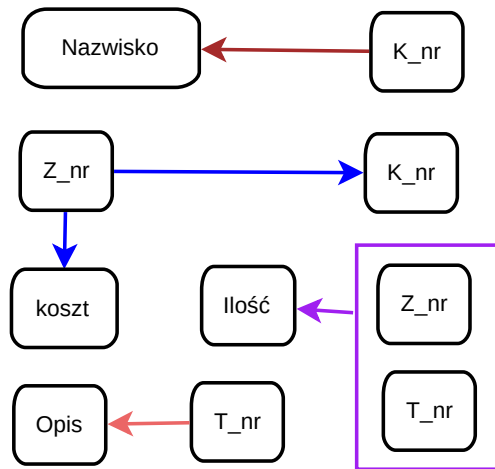 Nazwisko
K_nr
Z_nr
K_nr
koszt
Ilość
Z_nr
Opis
T_nr
T_nr